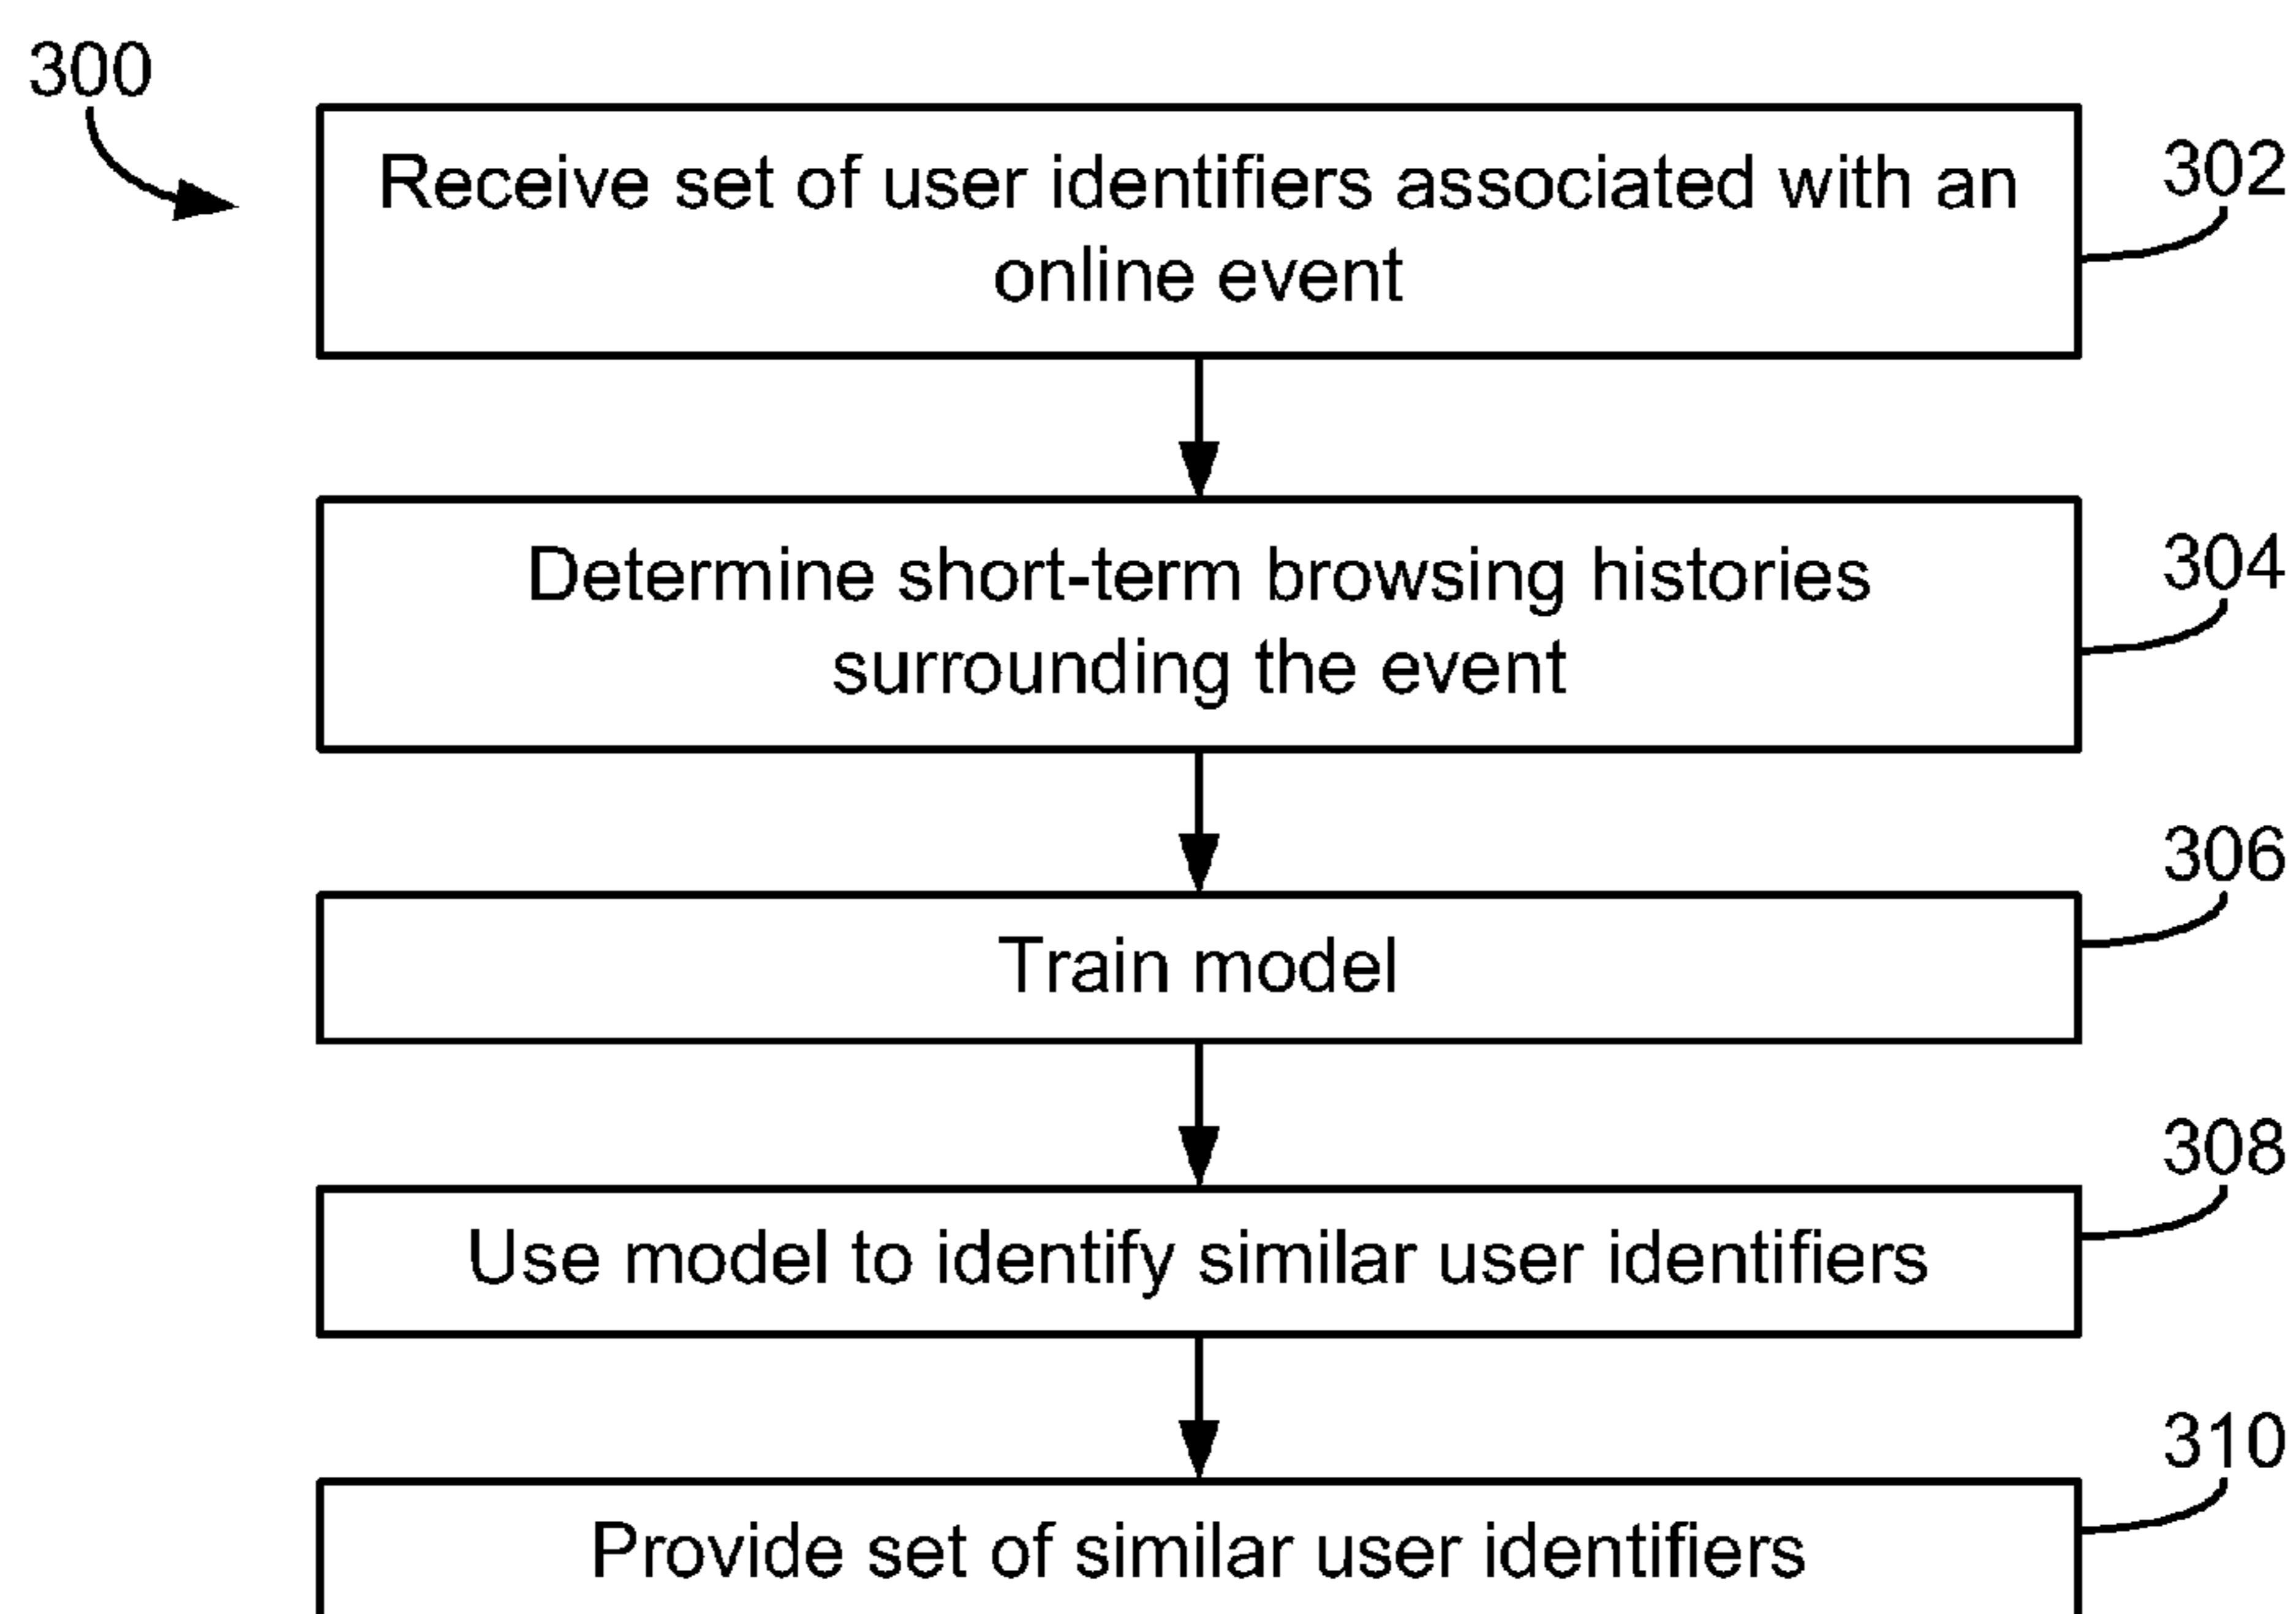 300
Receive set of user identifiers associated with an
online event
302
Determine short-term browsing histories
surrounding the event
304
Train model
306
Use model to identify similar user identifiers
308
Provide set of similar user identifiers
310